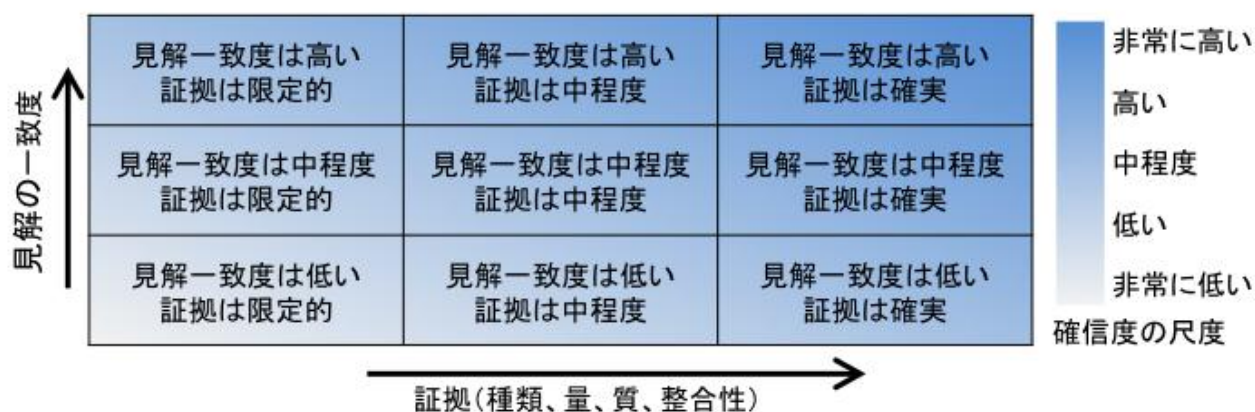 見解の一致度
見解一致度は高い
証拠は限定的
見解一致度は高い
証拠は中程度
見解一致度は高い
証拠は確実
見解一致度は中程度
証拠は限定的
見解一致度は中程度
証拠は中程度
見解一致度は中程度
証拠は確実
見解一致度は低い
証拠は限定的
見解一致度は低い
証拠は中程度
見解一致度は低い
証拠は確実
証拠(種類、量、質、整合性)
非常に高い
高い
中程度
低い
非常に低い
確信度の尺度